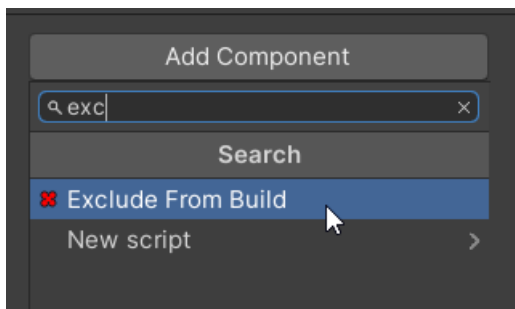 Add Component
exc
Search
Exclude From Build
New script